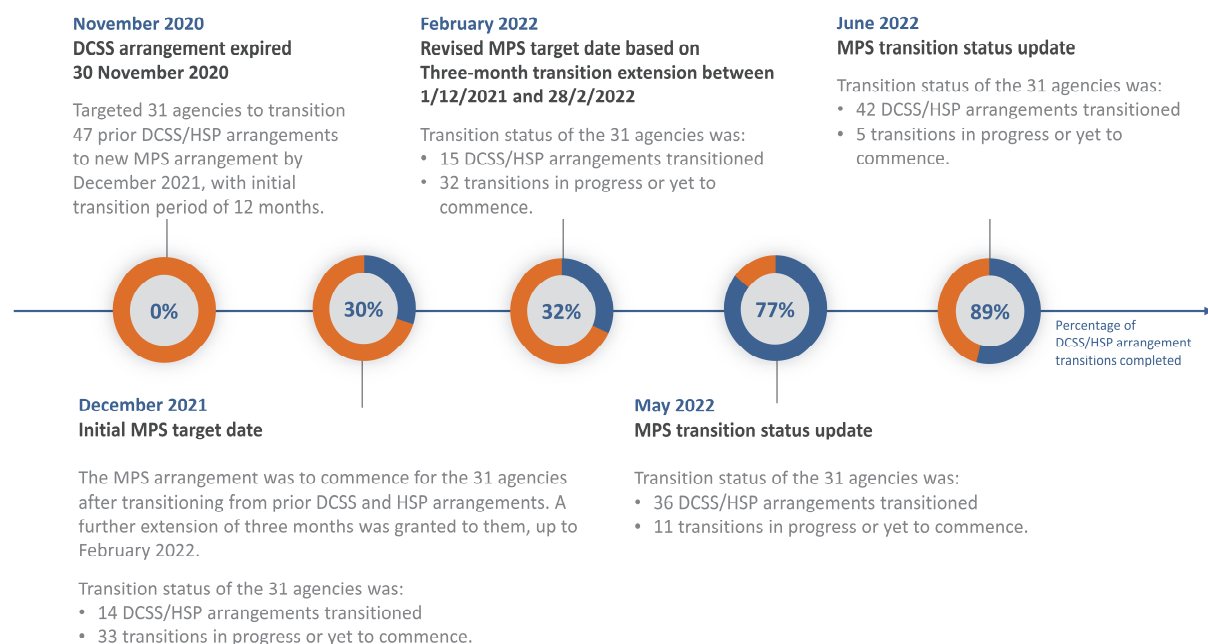 November 2020
DCSS arrangement expired
30 November 2020
Targeted 31 agencies to transition
47 prior DCSS/HSP arrangements
to new MPS arrangement by
December 2021, with initial
transition period of 12 months.
February 2022
Revised MPS target date based on
Three-month transition extension between
1/12/2021 and 28/2/2022
Transition status of the 31 agencies was:
• 15 DCSS/HSP arrangements transitioned
• 32 transitions in progress or yet to
commence.
June 2022
MPS transition status update
Transition status of the 31 agencies was:
• 42 DCSS/HSP arrangements transitioned
• 5 transitions in progress or yet to
commence.
0%
30%
32%
77%
89%
Percentage of
DCSS/HSP arrangement
transitions completed
December 2021
Initial MPS target date
The MPS arrangement was to commence for the 31 agencies
after transitioning from prior DCSS and HSP arrangements. A
further extension of three months was granted to them, up to
February 2022.
Transition status of the 31 agencies was:
• 14 DCSS/HSP arrangements transitioned
• 33 transitions in progress or yet to commence.
May 2022
MPS transition status update
Transition status of the 31 agencies was:
• 36 DCSS/HSP arrangements transitioned
• 11 transitions in progress or yet to commence.